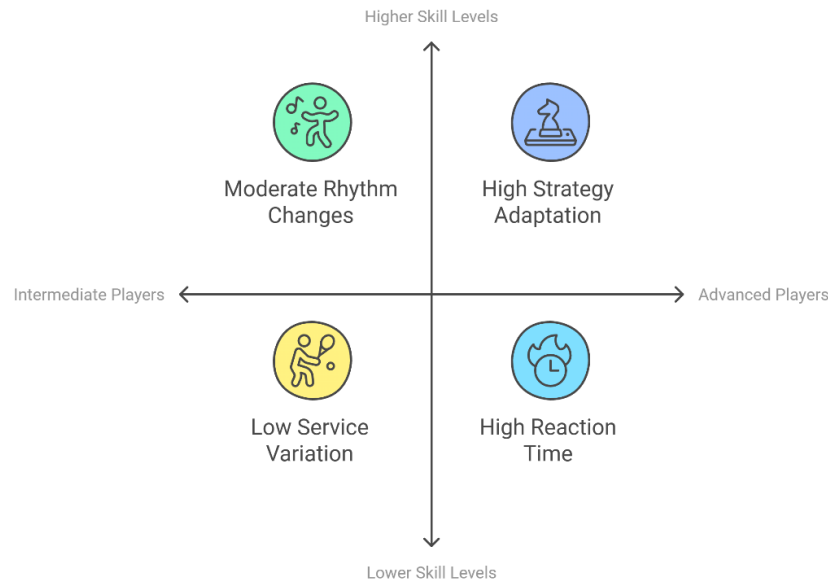 Higher Skill Levels
Moderate Rhythm
Changes
High Strategy
Adaptation
Intermediate Players
Advanced Players
Low Service
Variation
High Reaction
Time
Lower Skill Levels